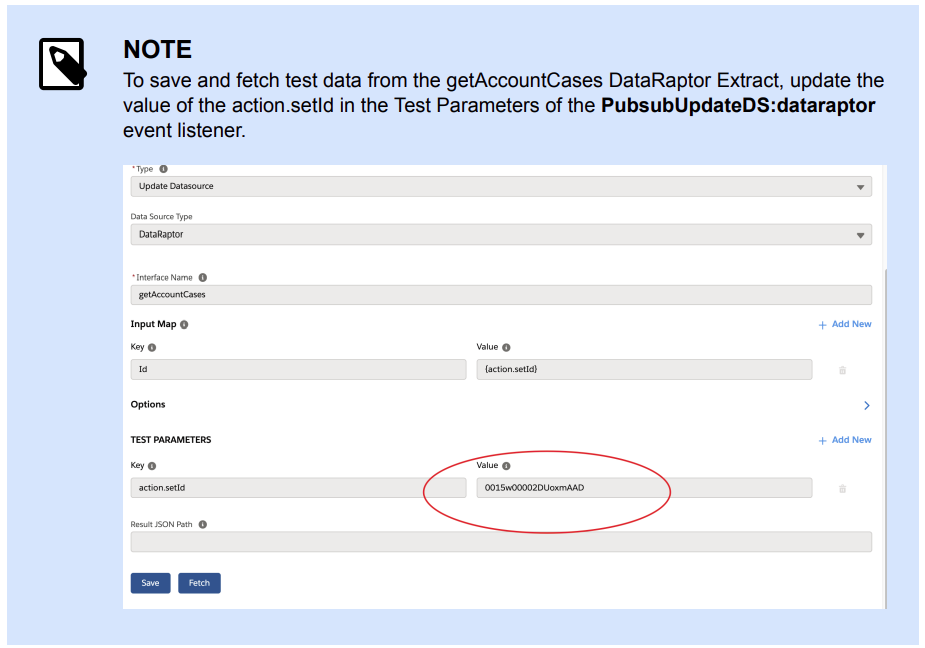 NOTE
To save and fetch test data from the getAccountCases DataRaptor Extract, update the
value of the action.setId in the Test Parameters of the PubsubUpdateDS:dataraptor
event listener.
* Type
Update Datasource
Data Source Type
DataRaptor
* Interface Name
getAccountCases
Input Map
+ Add New
Key
Value
Id
{action.setId}
Options
TEST PARAMETERS
+ Add New
Key
Value
action.setId
0015w00002DUoxmAAD
Result JSON Path
Save
Fetch